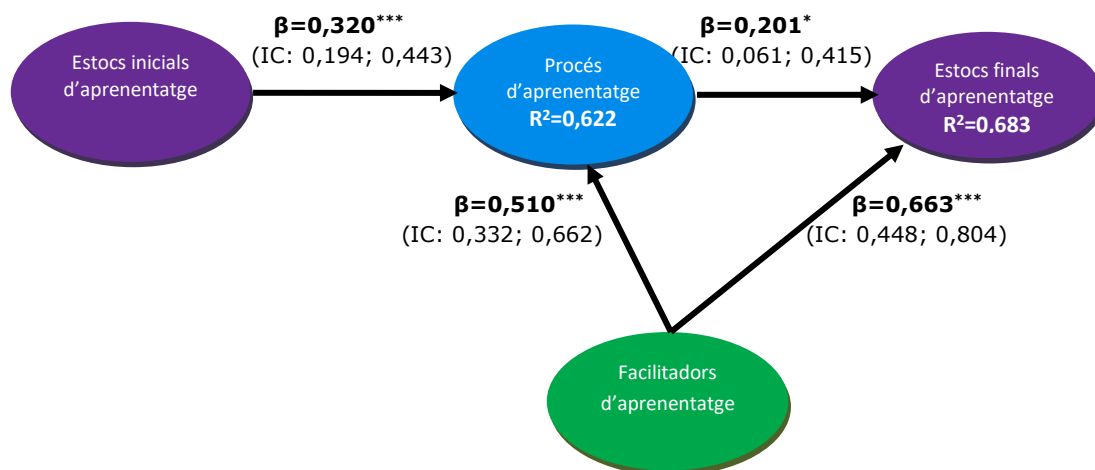 β=0,320***
(IC: 0,194; 0,443)
β=0,201*
(IC: 0,061; 0,415)
Estocs inicials
d’aprenentatge
Procés
d’aprenentatge
R²=0,622
Estocs finals
d’aprenentatge
R²=0.683
β=0,510***
(IC: 0,332; 0,662)
β=0,663***
(IC: 0,448; 0,804)
Facilitadors
d’aprenentatge